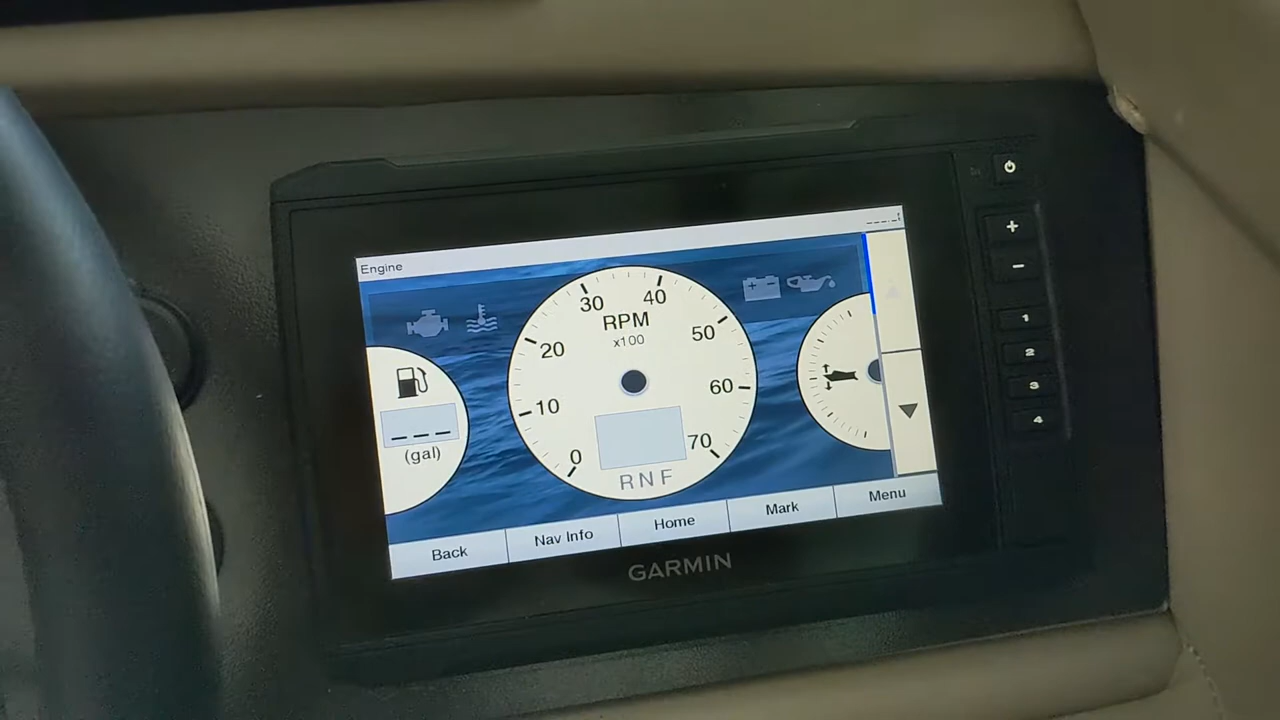 Engine
30 40
RPM
x100
20 50
10 60
0 70
R N F
_ _ _
(gal)
+
−
1
2
3
4
Back Nav Info Home Mark Menu
GARMIN